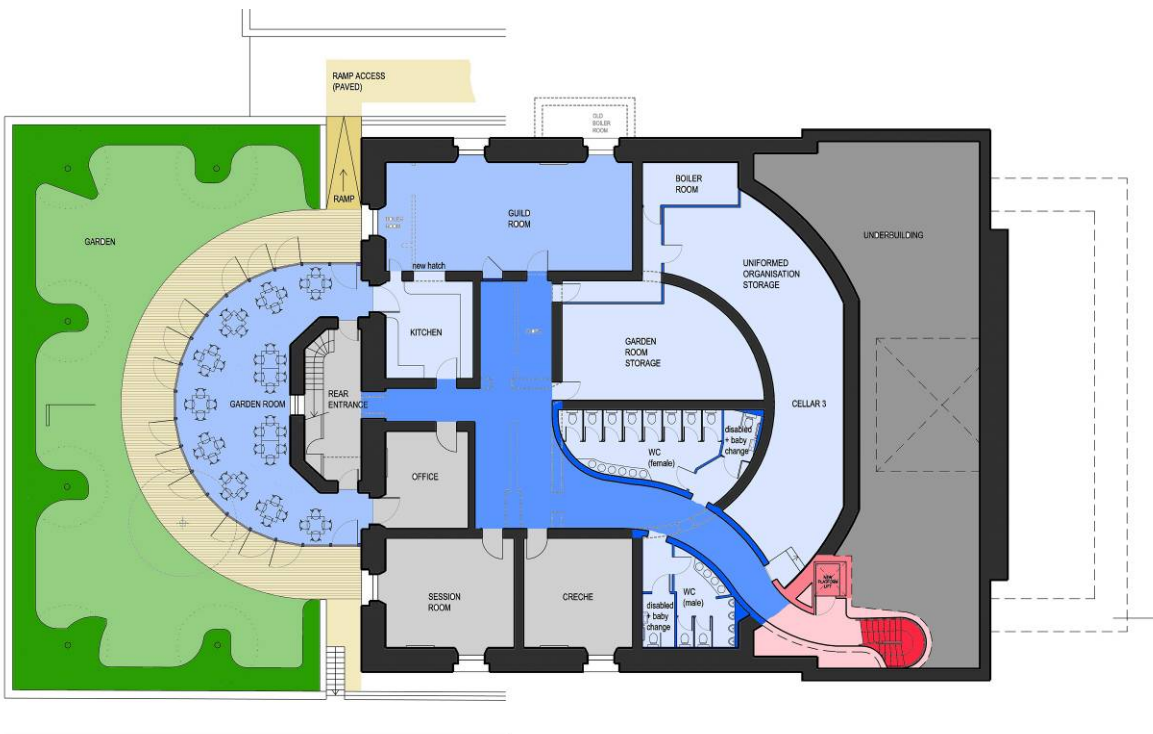 RAMP ACCESS
(PAVED)
OLD
BOILER
ROOM
RAMP
BOILER
ROOM
GUILD
ROOM
GARDEN
UNDERBUILDING
new hatch
UNIFORMED
ORGANISATION
STORAGE
KITCHEN
GARDEN
ROOM
STORAGE
REAR
ENTRANCE
GARDEN ROOM
CELLAR 3
disabled
+ baby
change
WC
(female)
OFFICE
NEW
PLATFORM
LIFT
SESSION
ROOM
CRECHE
WC
(male)
disabled
+ baby
change